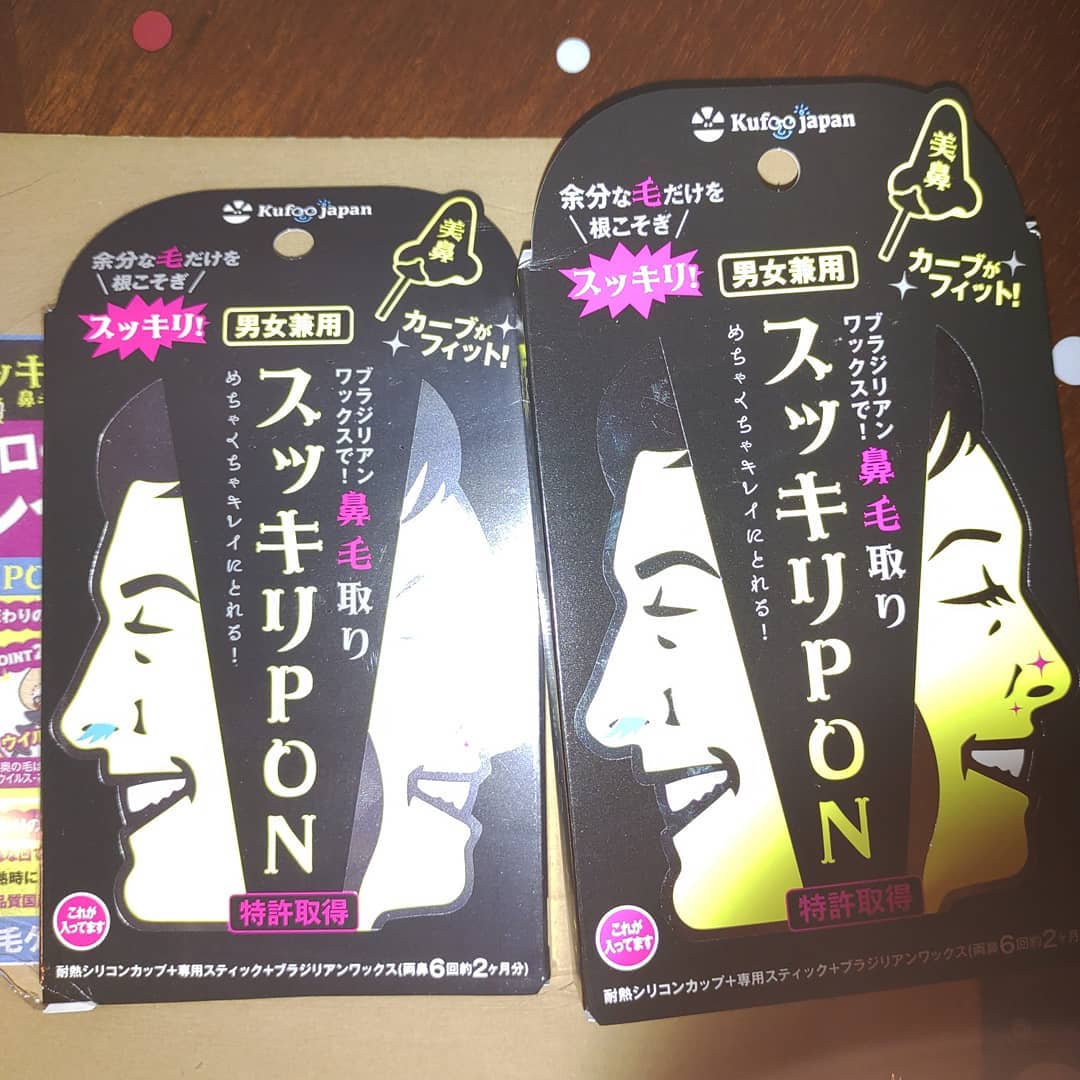 Kufoo japan
余分な毛だけを
根こそぎ
スッキリ!
男女兼用
美鼻
カーブが
フィット!
ブラジリアン
ワックスで!
鼻毛取り
スッキリPON
めちゃくちゃキレイにとれる!
特許取得
これが
入ってます
耐熱シリコンカップ+専用スティック+ブラジリアンワックス(両鼻6回約2ヶ月分)
Kufoo japan
余分な毛だけを
根こそぎ
スッキリ!
男女兼用
美鼻
カーブが
フィット!
ブラジリアン
ワックスで!
鼻毛取り
スッキリPON
めちゃくちゃキレイにとれる!
特許取得
これが
入ってます
耐熱シリコンカップ+専用スティック+ブラジリアンワックス(両鼻6回約2ヶ月